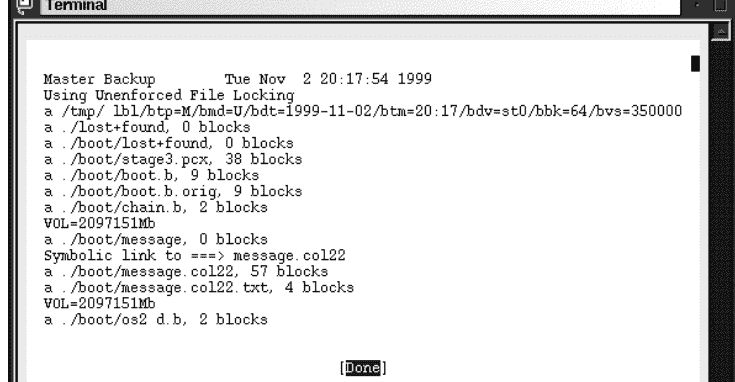 Terminal
Master Backup Tue Nov 2 20:17:54 1999
Using Unenforced File Locking
a /tmp/ lbl/btp=M/bmd=U/bdt=1999-11-02/btm=20:17/bdv=st0/bbk=64/bvs=350000
a ./lost+found, 0 blocks
a ./boot/lost+found, 0 blocks
a ./boot/stage3.pcx, 38 blocks
a ./boot/boot.b, 9 blocks
a ./boot/boot.b.orig, 9 blocks
a ./boot/chain.b, 2 blocks
VOL=2097151Mb
a ./boot/message, 0 blocks
Symbolic link to ===> message.col22
a ./boot/message.col22, 57 blocks
a ./boot/message.col22.txt, 4 blocks
VOL=2097151Mb
a ./boot/os2 d.b, 2 blocks
[Done]